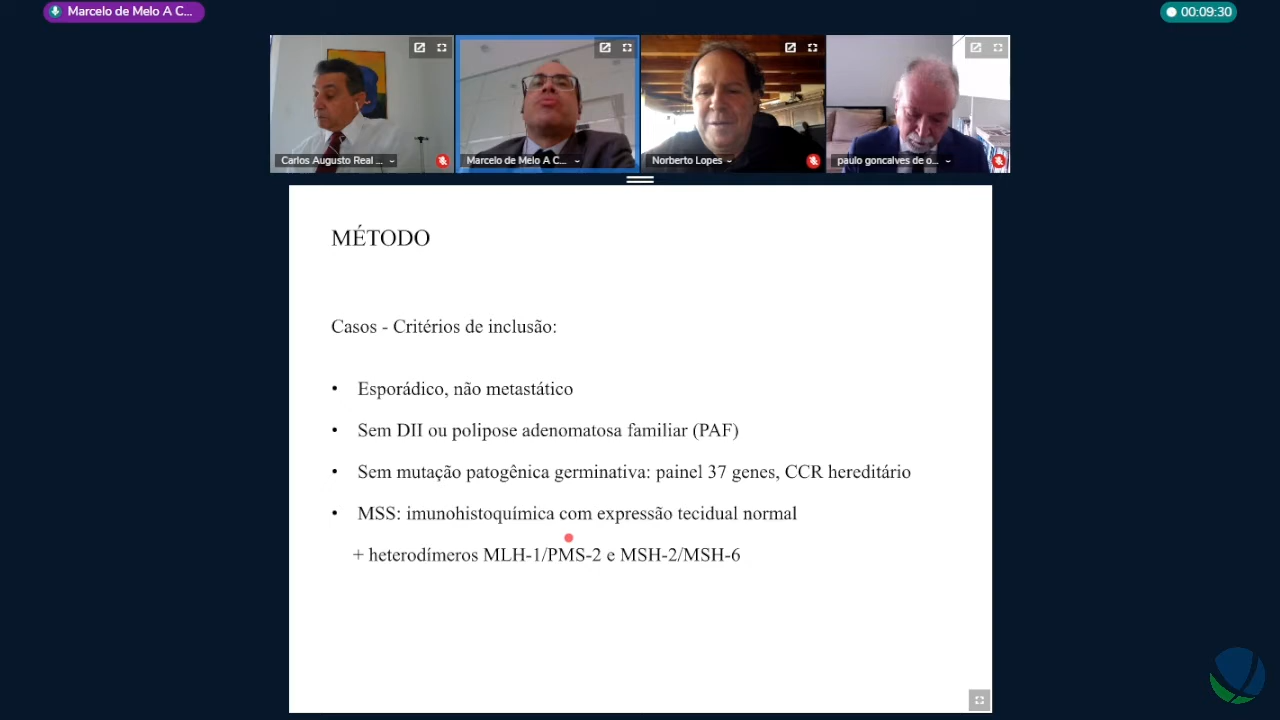 Marcelo de Melo A C...
00:09:30
Carlos Augusto Real ...
Marcelo de Melo A C...
Norberto Lopes
paulo goncalves de o...
MÉTODO
Casos - Critérios de inclusão:
• Esporádico, não metastático
• Sem DII ou polipose adenomatosa familiar (PAF)
• Sem mutação patogênica germinativa: painel 37 genes, CCR hereditário
• MSS: imunohistoquímica com expressão tecidual normal
+ heterodímeros MLH-1/PMS-2 e MSH-2/MSH-6